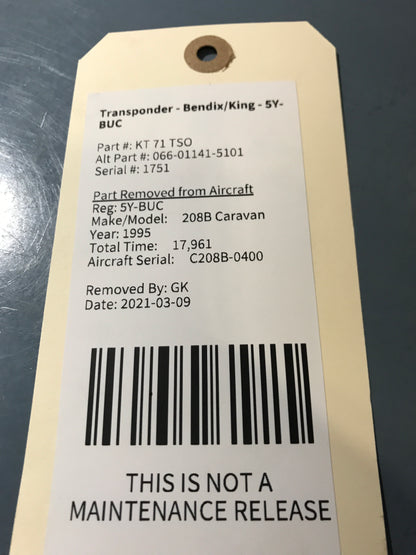 Transponder - Bendix/King - 5Y-
BUC
Part #: KT 71 TSO
Alt Part #: 066-01141-5101
Serial #: 1751
Part Removed from Aircraft
Reg: 5Y-BUC
Make/Model: 208B Caravan
Year: 1995
Total Time: 17,961
Aircraft Serial: C208B-0400
Removed By: GK
Date: 2021-03-09
THIS IS NOT A
MAINTENANCE RELEASE